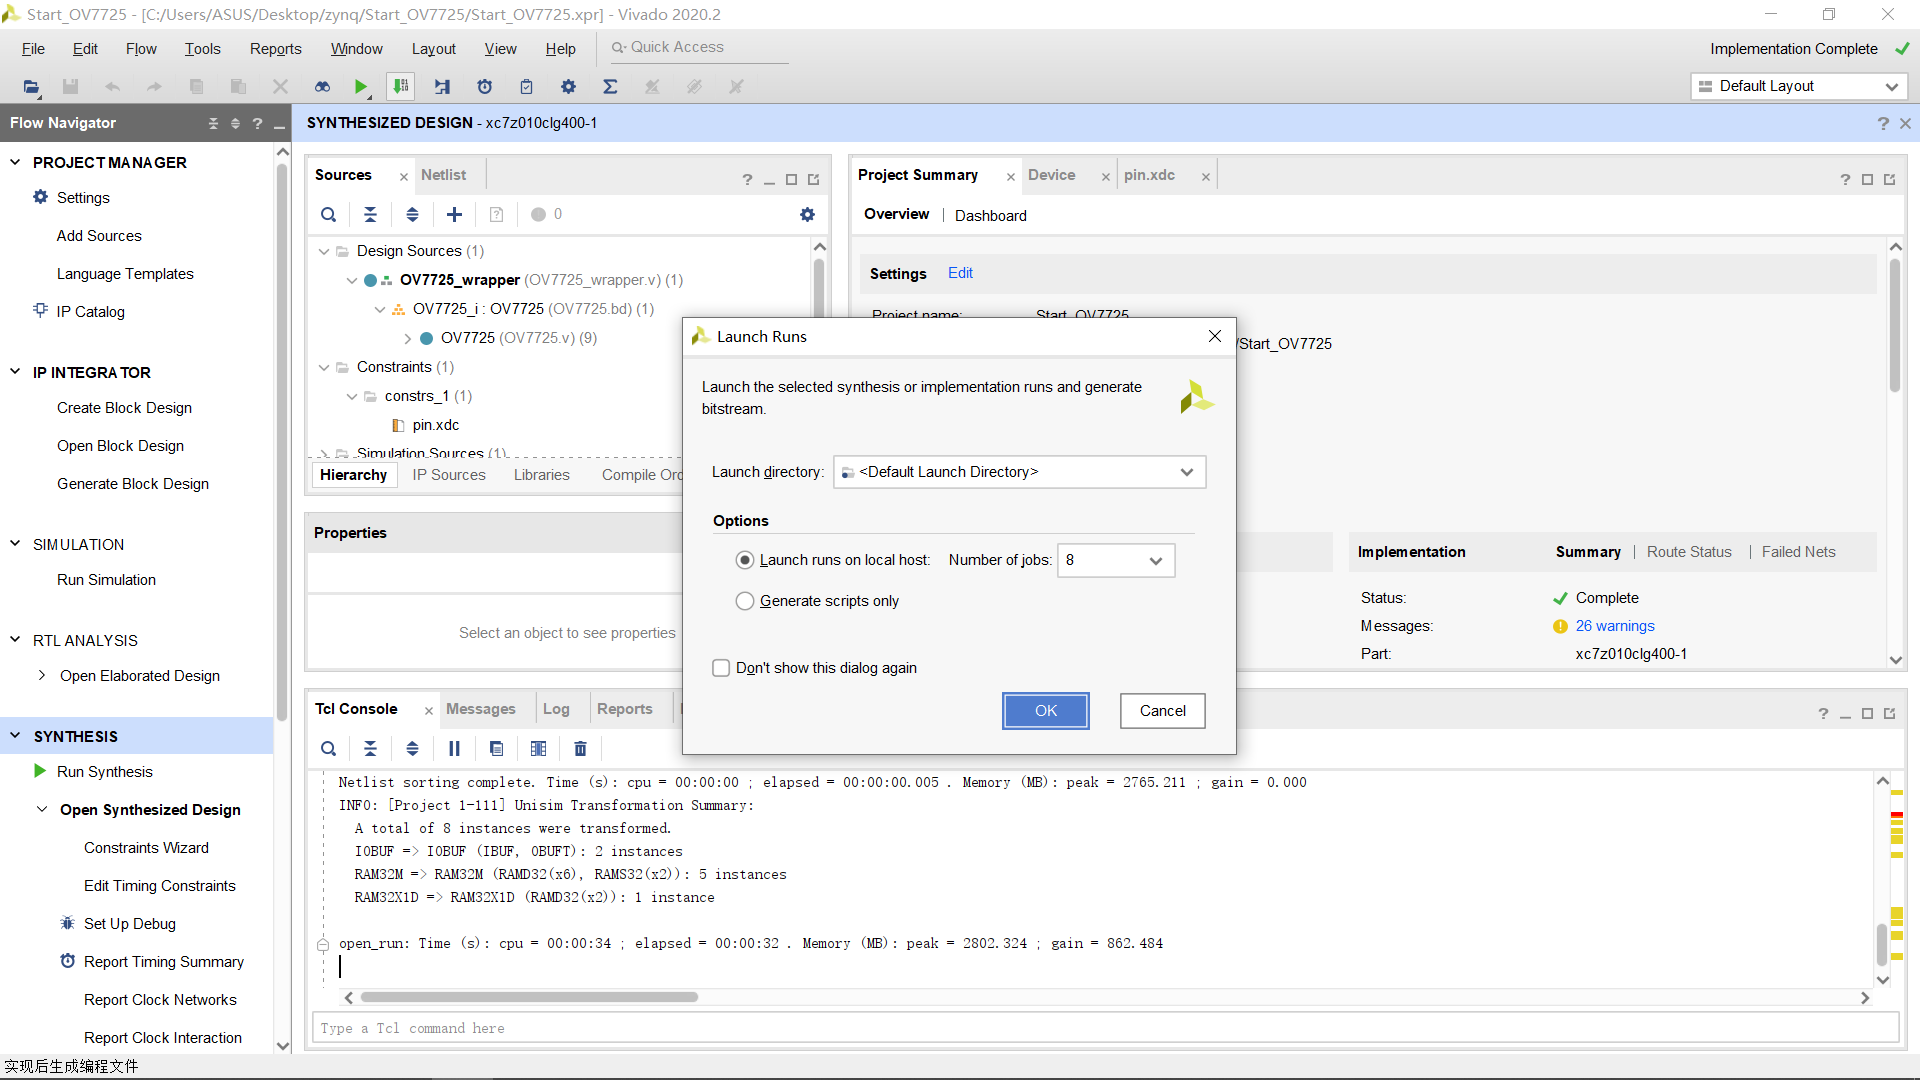 Start_OV7725 - [C:/Users/ASUS/Desktop/zynq/Start_OV7725/Start_OV7725.xpr] - Vivado 2020.2
File Edit Flow Tools Reports Window Layout View Help Quick Access
Implementation Complete
Default Layout
Flow Navigator
PROJECT MANAGER
Settings
Add Sources
Language Templates
IP Catalog
IP INTEGRATOR
Create Block Design
Open Block Design
Generate Block Design
SIMULATION
Run Simulation
RTL ANALYSIS
Open Elaborated Design
SYNTHESIS
Run Synthesis
Open Synthesized Design
Constraints Wizard
Edit Timing Constraints
Set Up Debug
Report Timing Summary
Report Clock Networks
Report Clock Interaction
SYNTHESIZED DESIGN - xc7z010clg400-1
Sources Netlist
0
Design Sources (1)
OV7725_wrapper (OV7725_wrapper.v) (1)
OV7725_i : OV7725 (OV7725.bd) (1)
OV7725 (OV7725.v) (9)
Constraints (1)
constrs_1 (1)
pin.xdc
Simulation Sources (1)
Hierarchy IP Sources Libraries Compile Ord
Properties
Select an object to see properties
Project Summary Device pin.xdc
Overview Dashboard
Settings Edit
Project name: Start_OV7725
/Start_OV7725
Implementation Summary Route Status Failed Nets
Status: Complete
Messages: 26 warnings
Part: xc7z010clg400-1
Launch Runs
Launch the selected synthesis or implementation runs and generate
bitstream.
Launch directory: <Default Launch Directory>
Options
Launch runs on local host: Number of jobs: 8
Generate scripts only
Don't show this dialog again
OK Cancel
Tcl Console Messages Log Reports
Netlist sorting complete. Time (s): cpu = 00:00:00 ; elapsed = 00:00:00.005 . Memory (MB): peak = 2765.211 ; gain = 0.000
INFO: [Project 1-111] Unisim Transformation Summary:
A total of 8 instances were transformed.
IOBUF => IOBUF (IBUF, OBUFT): 2 instances
RAM32M => RAM32M (RAMD32(x6), RAMS32(x2)): 5 instances
RAM32X1D => RAM32X1D (RAMD32(x2)): 1 instance
open_run: Time (s): cpu = 00:00:34 ; elapsed = 00:00:32 . Memory (MB): peak = 2802.324 ; gain = 862.484
Type a Tcl command here
实现后生成编程文件